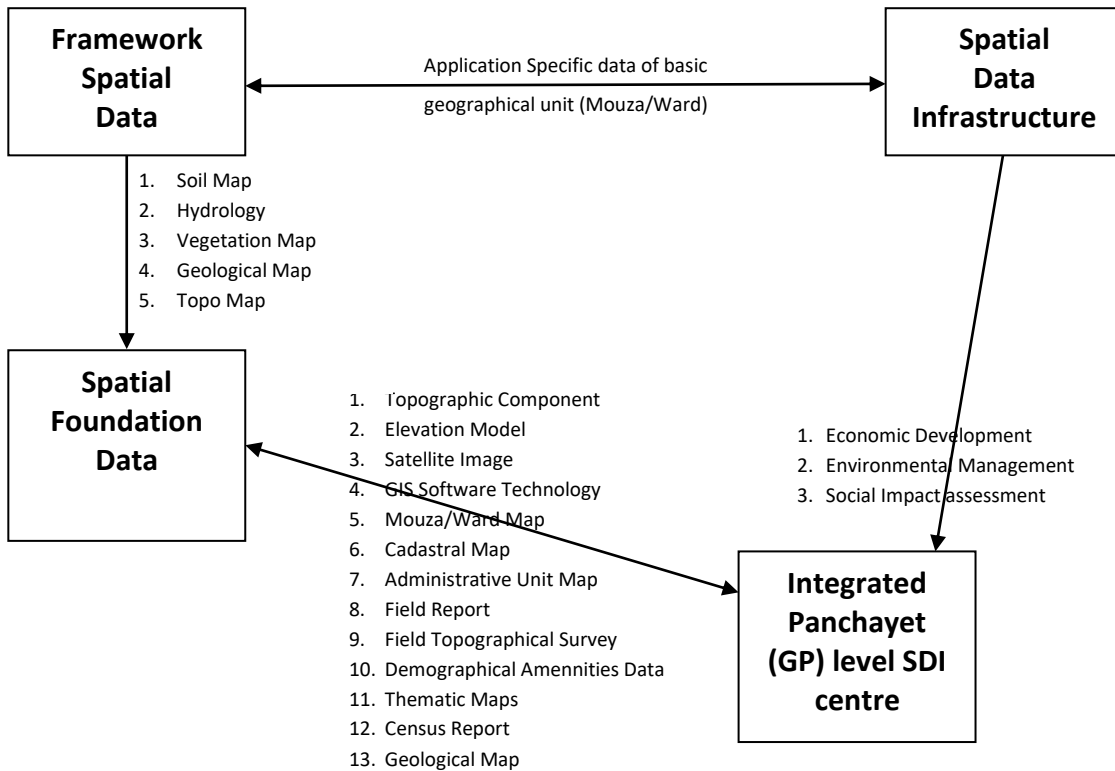 Framework
Spatial
Data
Application Specific data of basic
geographical unit (Mouza/Ward)
Spatial
Data
Infrastructure
1. Soil Map
2. Hydrology
3. Vegetation Map
4. Geological Map
5. Topo Map
Spatial
Foundation
Data
1. Topographic Component
2. Elevation Model
3. Satellite Image
4. GIS Software Technology
5. Mouza/Ward Map
6. Cadastral Map
7. Administrative Unit Map
8. Field Report
9. Field Topographical Survey
10. Demographical Amennities Data
11. Thematic Maps
12. Census Report
13. Geological Map
1. Economic Development
2. Environmental Management
3. Social Impact assessment
Integrated
Panchayet
(GP) level SDI
centre